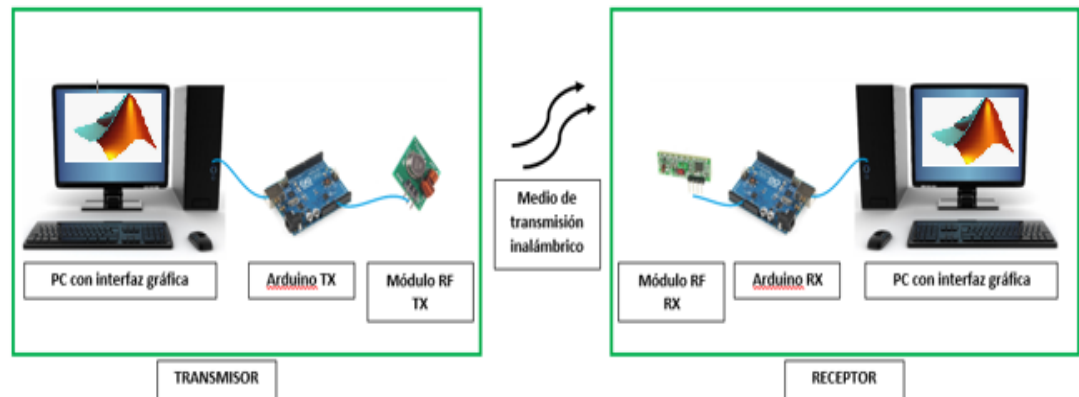 Medio de
transmisión
inalámbrico
PC con interfaz gráfica
Arduino TX
Módulo RF
TX
Módulo RF
RX
Arduino RX
PC con interfaz gráfica
TRANSMISOR
RECEPTOR